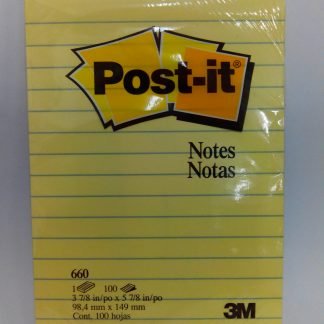 Post-it®
Notes
Notas
660
1 100
3 7/8 in/po x 5 7/8 in/po
98,4 mm x 149 mm
Cont. 100 hojas
3M